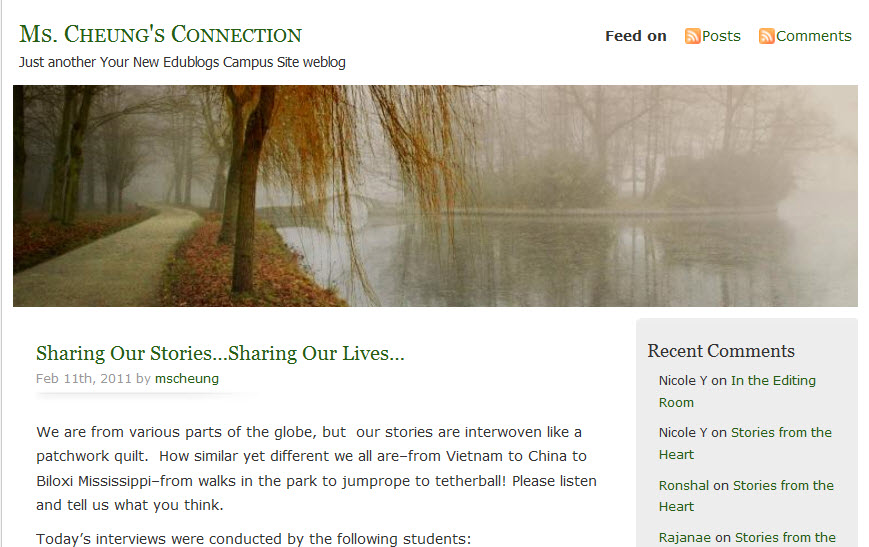 Ms. Cheung's Connection
Feed on Posts Comments
Just another Your New Edublogs Campus Site weblog
Sharing Our Stories...Sharing Our Lives...
Feb 11th, 2011 by mscheung
We are from various parts of the globe, but  our stories are interwoven like a
patchwork quilt.  How similar yet different we all are–from Vietnam to China to
Biloxi Mississippi–from walks in the park to jumprope to tetherball! Please listen
and tell us what you think.
Today's interviews were conducted by the following students:
Recent Comments
Nicole Y on In the Editing
Room
Nicole Y on Stories from the
Heart
Ronshal on Stories from the
Heart
Rajanae on Stories from the